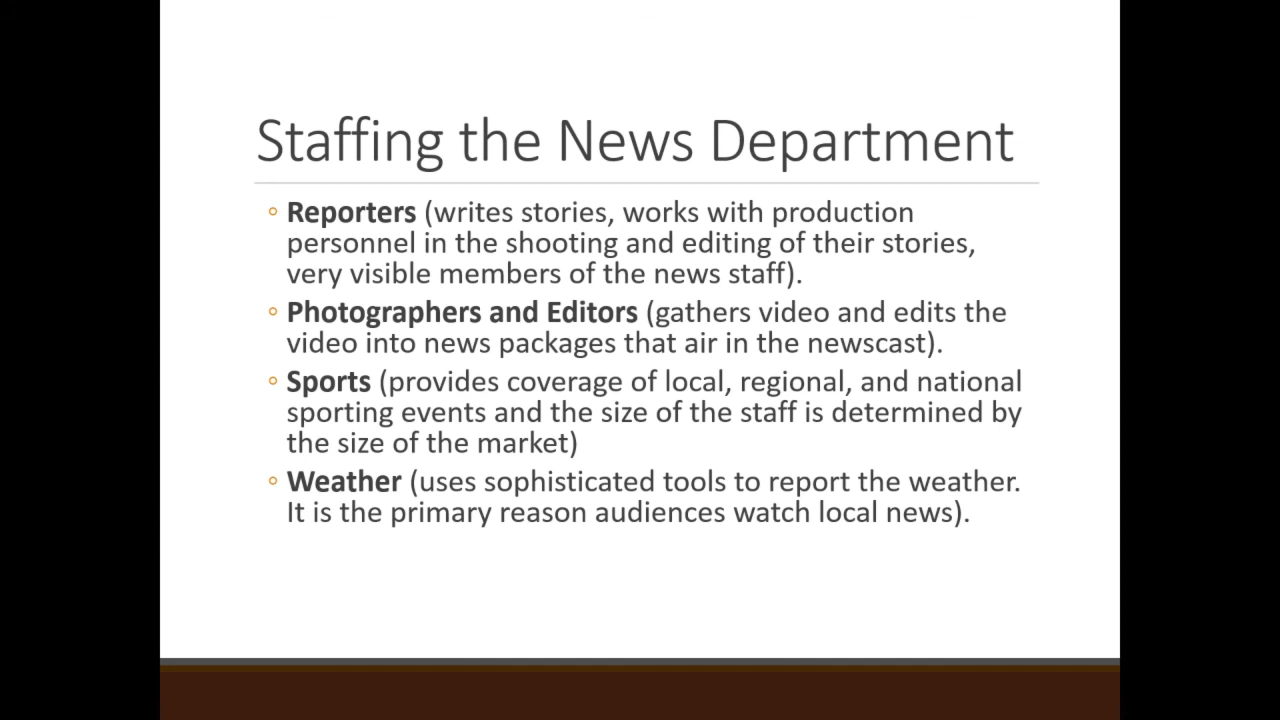 Staffing the News Department
◦ Reporters (writes stories, works with production
personnel in the shooting and editing of their stories,
very visible members of the news staff).
◦ Photographers and Editors (gathers video and edits the
video into news packages that air in the newscast).
◦ Sports (provides coverage of local, regional, and national
sporting events and the size of the staff is determined by
the size of the market)
◦ Weather (uses sophisticated tools to report the weather.
It is the primary reason audiences watch local news).